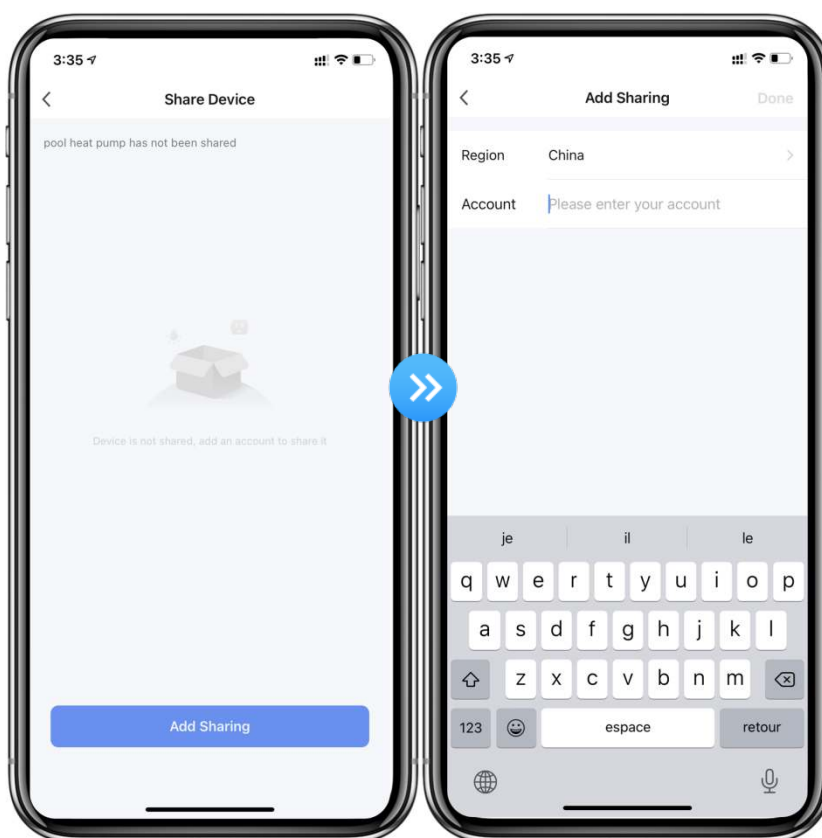 3:35
Share Device
pool heat pump has not been shared
Device is not shared, add an account to share it
Add Sharing
3:35
Add Sharing
Done
Region
China
Account
Please enter your account
je
il
le
q w e r t y u i o p
a s d f g h j k l
z x c v b n m
123
espace
retour